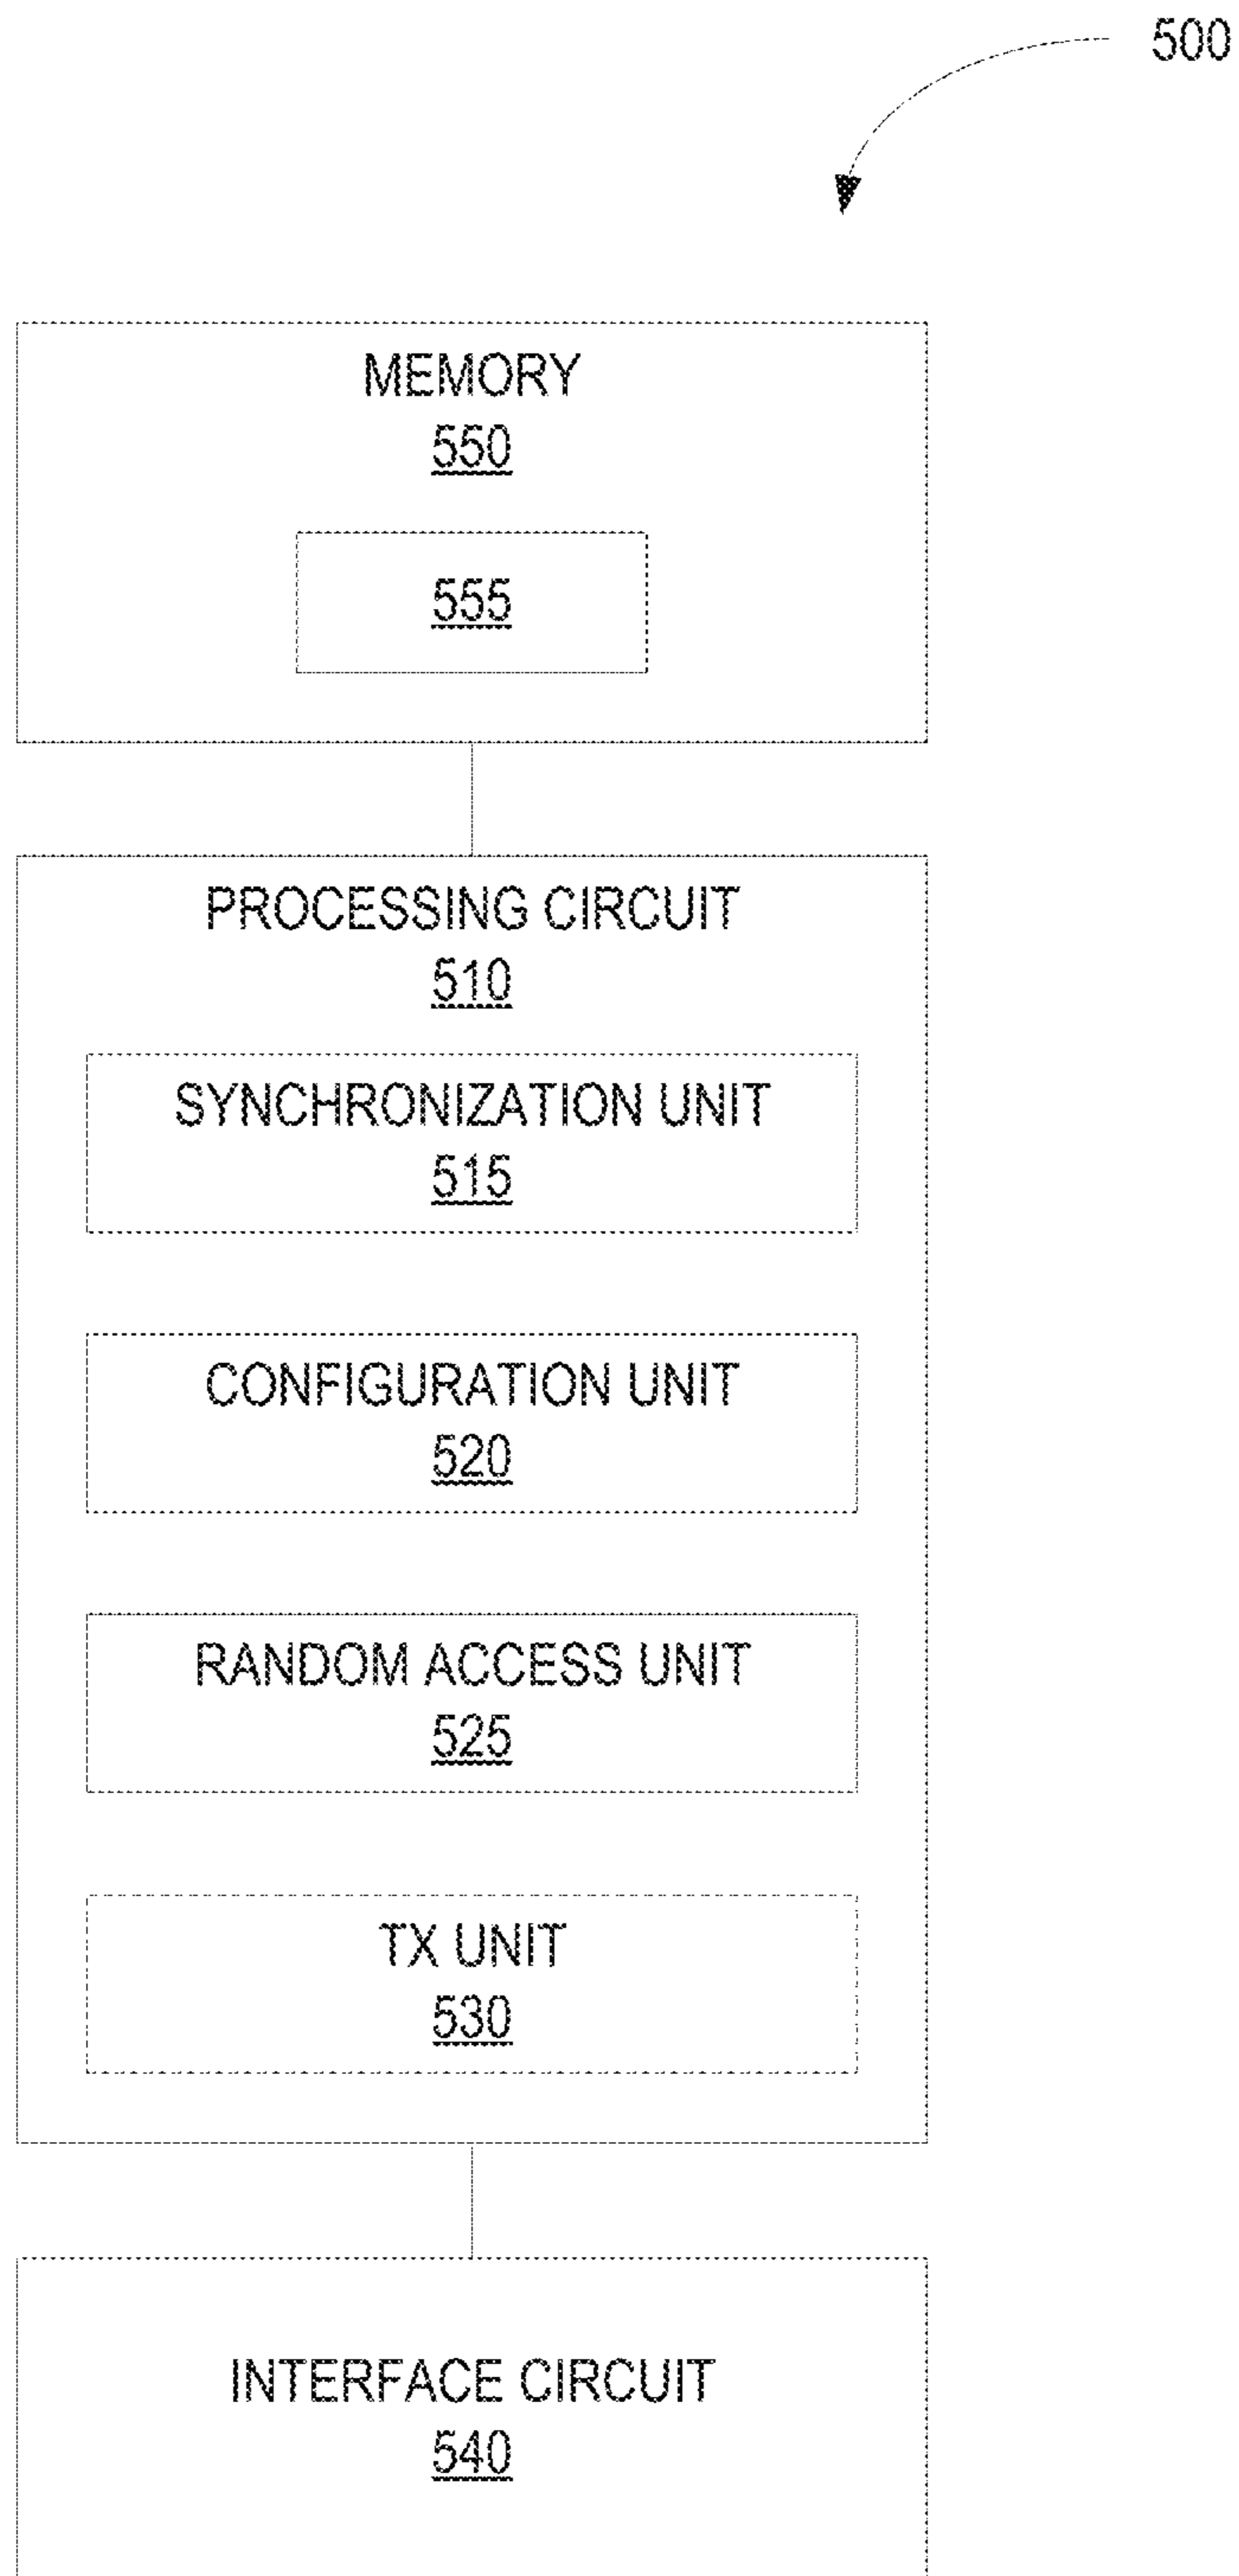 500
MEMORY
550
555
PROCESSING CIRCUIT
510
SYNCHRONIZATION UNIT
515
CONFIGURATION UNIT
520
RANDOM ACCESS UNIT
525
TX UNIT
530
INTERFACE CIRCUIT
540